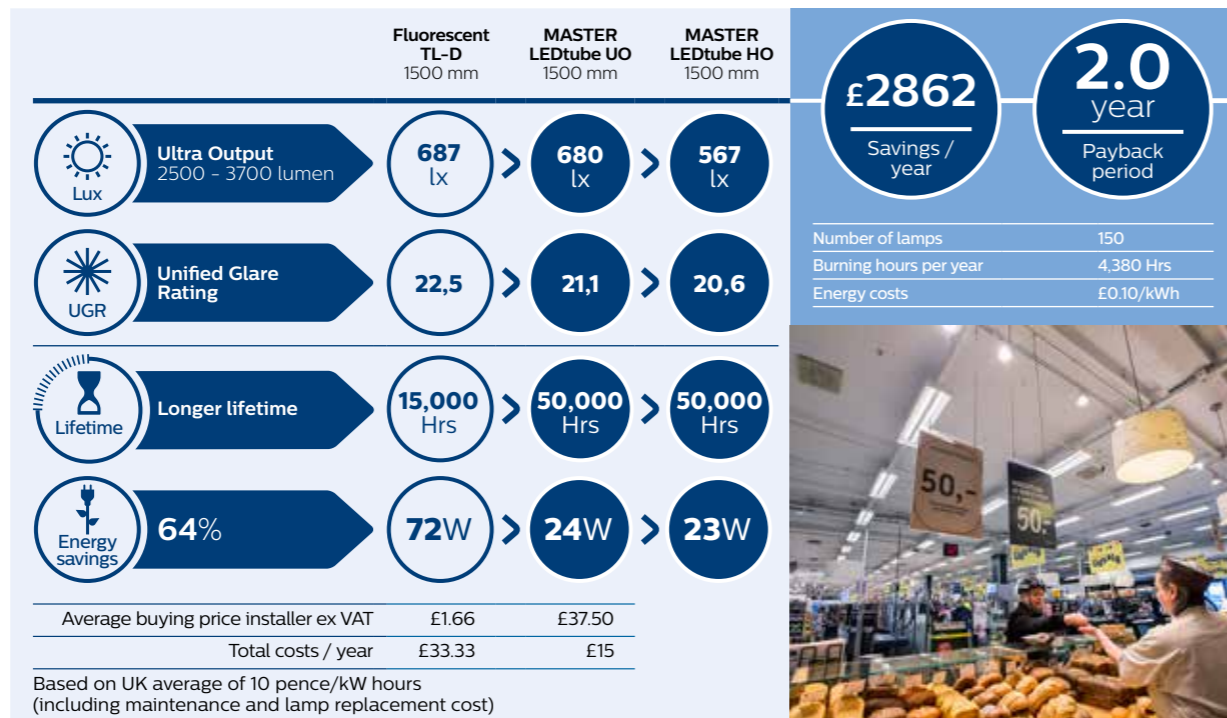 Fluorescent
TL-D
1500 mm
MASTER
LEDtube UO
1500 mm
MASTER
LEDtube HO
1500 mm
Lux
Ultra Output
2500 - 3700 lumen
687
lx
>
680
lx
>
567
lx
UGR
Unified Glare
Rating
22,5
>
21,1
>
20,6
Lifetime
Longer lifetime
15,000
Hrs
>
50,000
Hrs
>
50,000
Hrs
Energy
savings
64%
72W
>
24W
>
23W
Average buying price installer ex VAT £1.66 £37.50
Total costs / year £33.33 £15
Based on UK average of 10 pence/kW hours
(including maintenance and lamp replacement cost)
£2862
Savings /
year
2.0
year
Payback
period
Number of lamps 150
Burning hours per year 4,380 Hrs
Energy costs £0.10/kWh
50,-
50,-